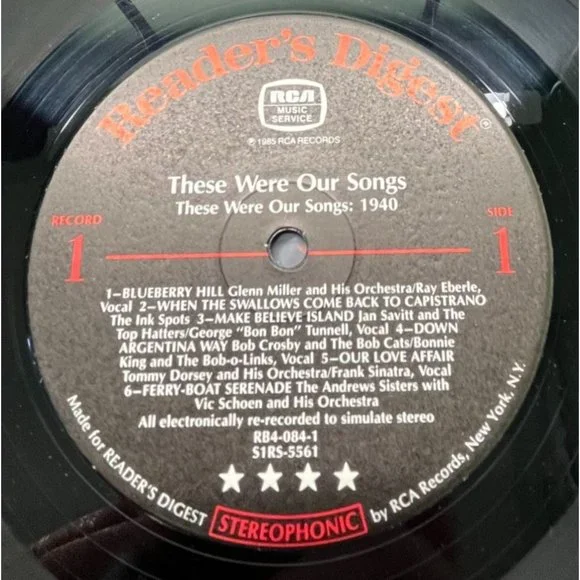 Reader's Digest®
RCA
MUSIC
SERVICE
℗ 1985 RCA RECORDS
These Were Our Songs
These Were Our Songs: 1940
RECORD
1
SIDE
1
1–BLUEBERRY HILL Glenn Miller and His Orchestra/Ray Eberle,
Vocal 2–WHEN THE SWALLOWS COME BACK TO CAPISTRANO
The Ink Spots 3–MAKE BELIEVE ISLAND Jan Savitt and The
Top Hatters/George "Bon Bon" Tunnell, Vocal 4–DOWN
ARGENTINA WAY Bob Crosby and The Bob Cats/Bonnie
King and The Bob-o-Links, Vocal 5–OUR LOVE AFFAIR
Tommy Dorsey and His Orchestra/Frank Sinatra, Vocal
6–FERRY-BOAT SERENADE The Andrews Sisters with
Vic Schoen and His Orchestra
All electronically re-recorded to simulate stereo
RB4-084-1
S1RS-5561
Made for READER'S DIGEST
STEREOPHONIC
by RCA Records, New York, N.Y.